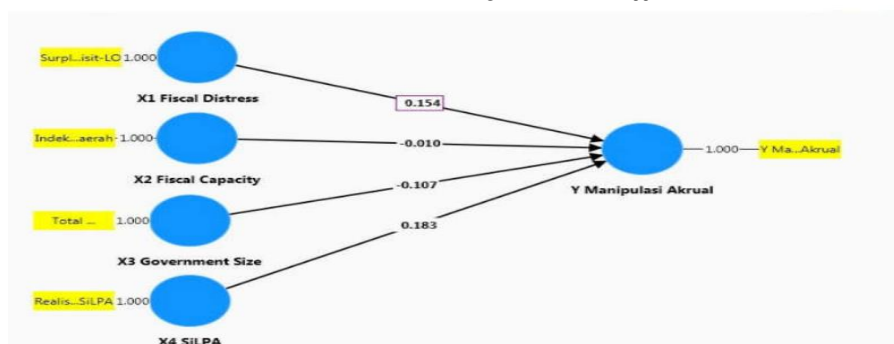 Surpl...isit-LO 1.000
X1 Fiscal Distress
0.154
Indek...aerah 1.000
X2 Fiscal Capacity
-0.010
1.000 Y Ma...Akrual
Y Manipulasi Akrual
-0.107
Total ... 1.000
0.183
X3 Government Size
Realis...SiLPA 1.000
X4 SiLPA